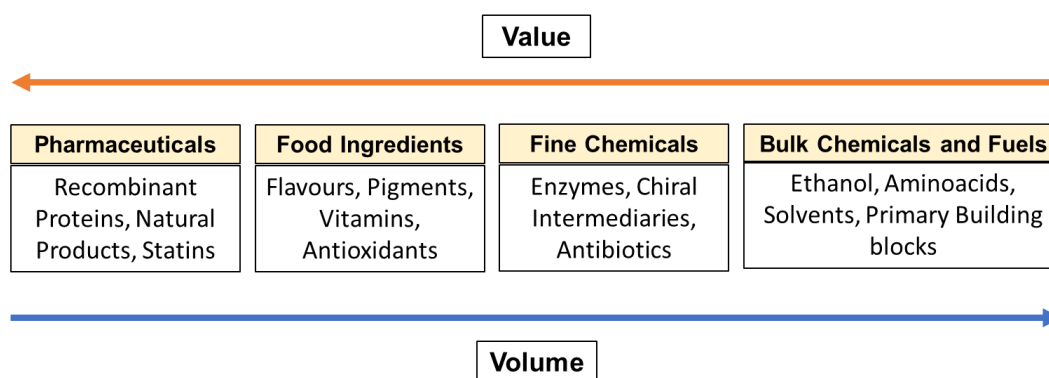 Value
Pharmaceuticals
Recombinant
Proteins, Natural
Products, Statins
Food Ingredients
Flavours, Pigments,
Vitamins,
Antioxidants
Fine Chemicals
Enzymes, Chiral
Intermediaries,
Antibiotics
Bulk Chemicals and Fuels
Ethanol, Aminoacids,
Solvents, Primary Building
blocks
Volume